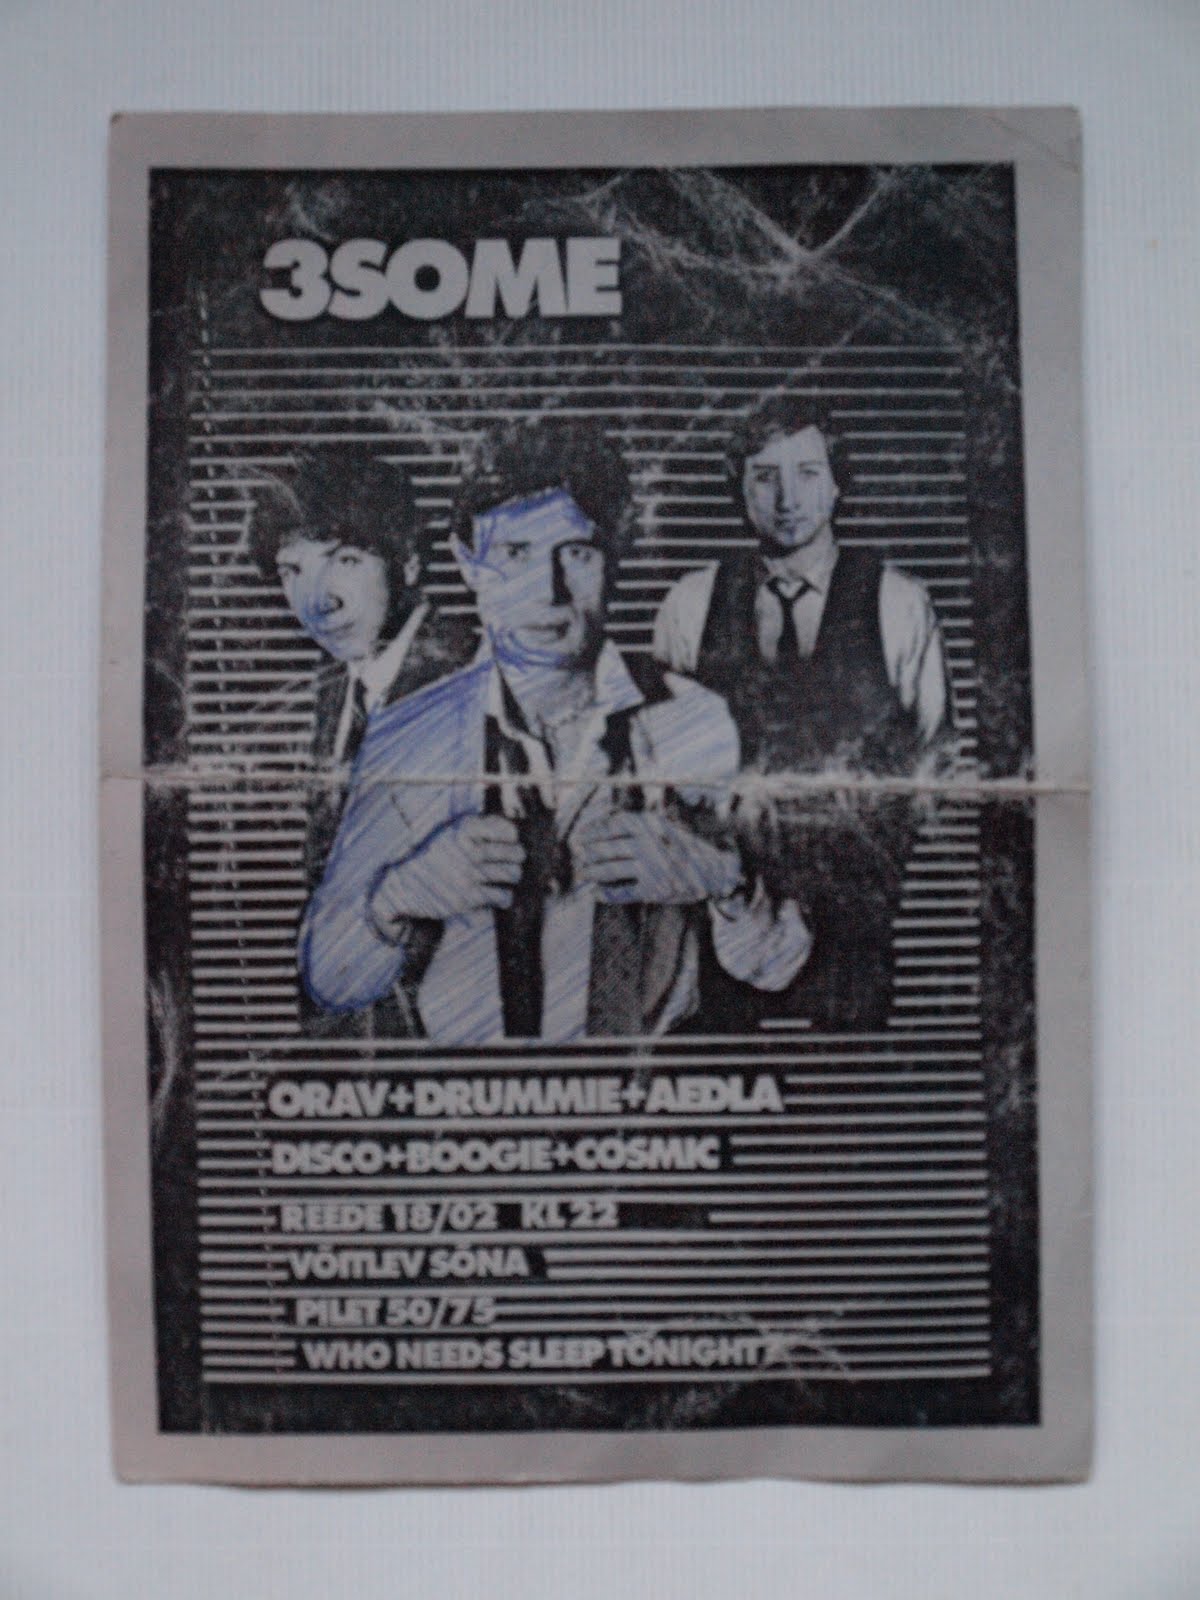 3SOME
ORAV+DRUMMIE+AEDLA
DISCO+BOOGIE+COSMIC
REEDE 18/02 KL 22
VÕITLEV SÕNA
PILET 50/75
WHO NEEDS SLEEP TONIGHT?